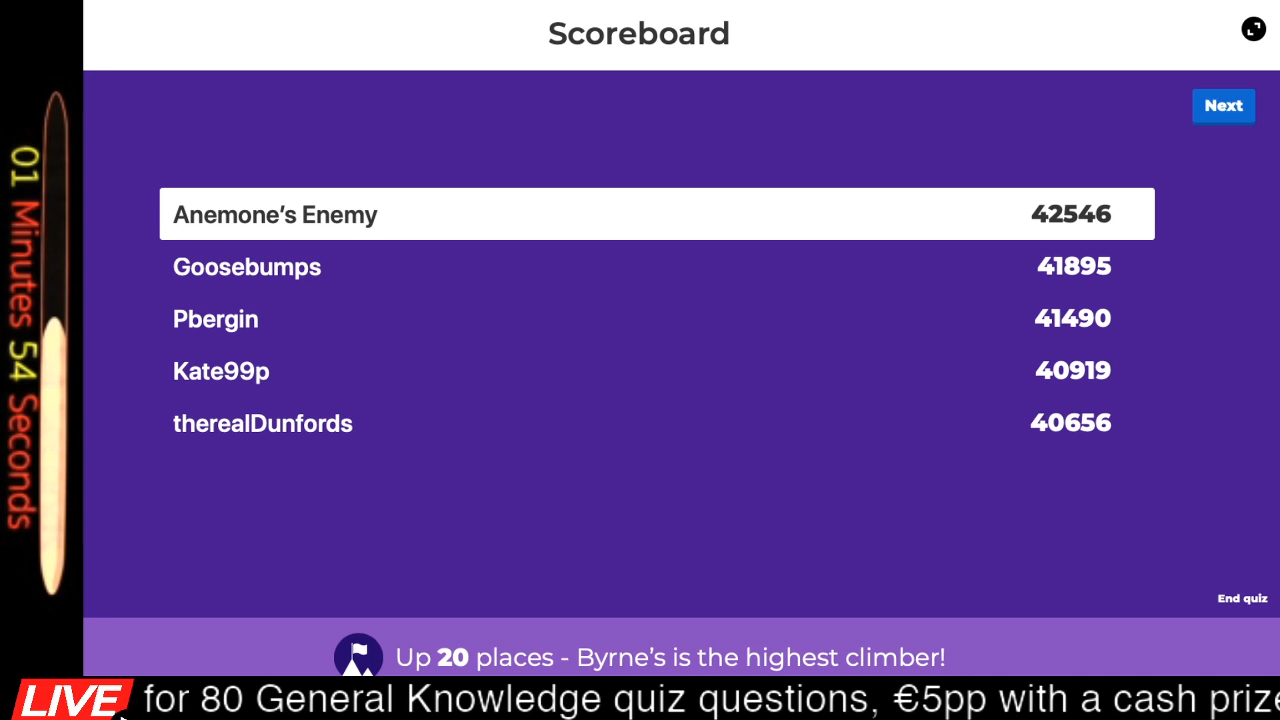 Scoreboard
Next
Anemone’s Enemy 42546
Goosebumps 41895
Pbergin 41490
Kate99p 40919
therealDunfords 40656
End quiz
Up 20 places - Byrne’s is the highest climber!
01 Minutes 54 Seconds
LIVE for 80 General Knowledge quiz questions, €5pp with a cash prize